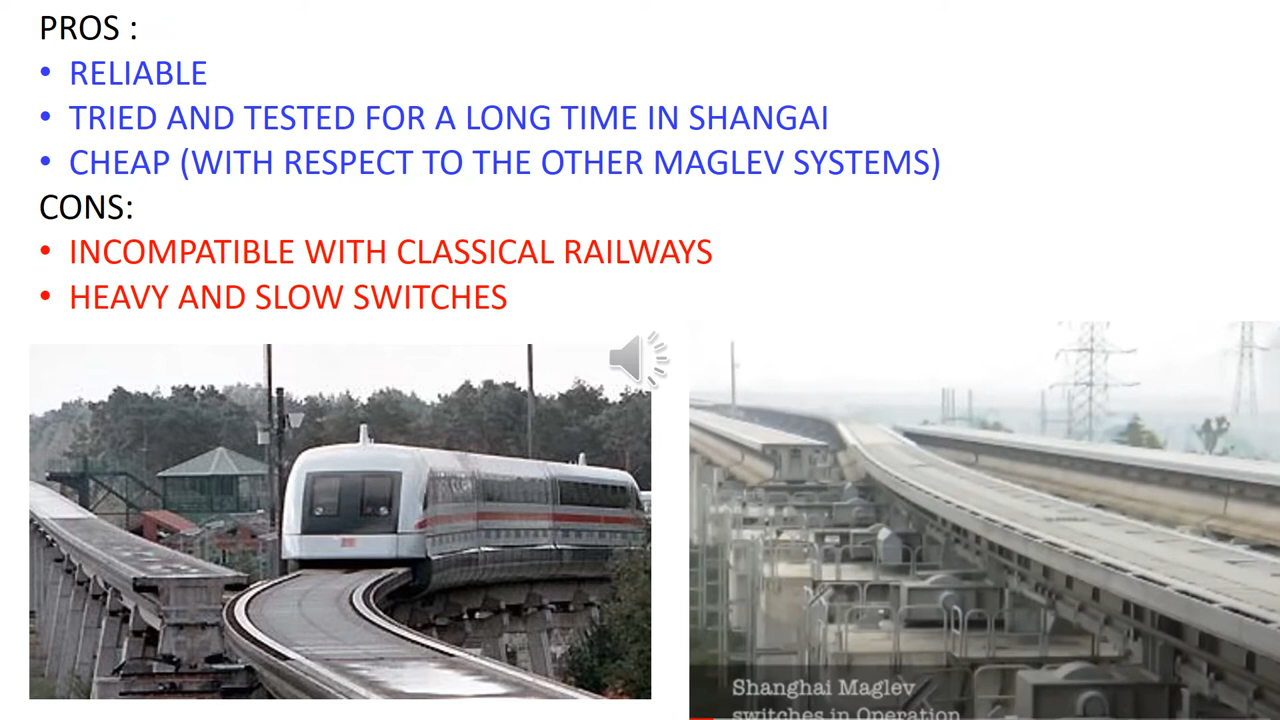 PROS :
• RELIABLE
• TRIED AND TESTED FOR A LONG TIME IN SHANGAI
• CHEAP (WITH RESPECT TO THE OTHER MAGLEV SYSTEMS)
CONS:
• INCOMPATIBLE WITH CLASSICAL RAILWAYS
• HEAVY AND SLOW SWITCHES
Shanghai Maglev
switches in Operation